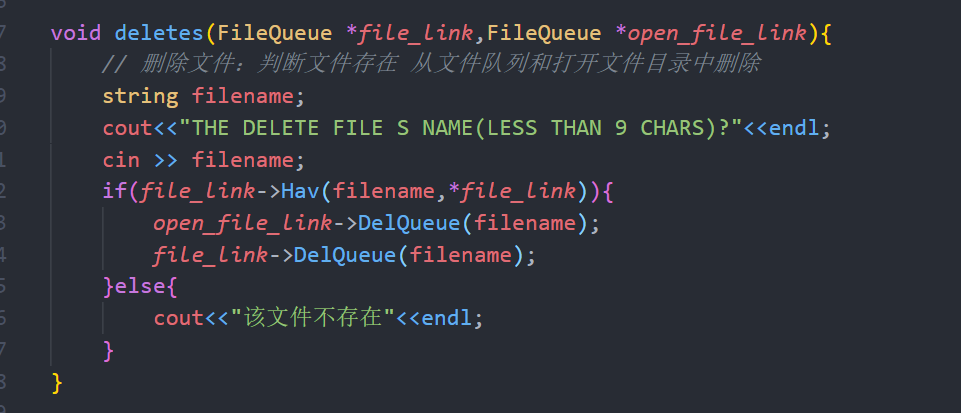 void deletes(FileQueue *file_link,FileQueue *open_file_link){
// 删除文件：判断文件存在 从文件队列和打开文件目录中删除
string filename;
cout<<"THE DELETE FILE S NAME(LESS THAN 9 CHARS)?"<<endl;
cin >> filename;
if(file_link->Hav(filename,*file_link)){
open_file_link->DelQueue(filename);
file_link->DelQueue(filename);
}else{
cout<<"该文件不存在"<<endl;
}
}